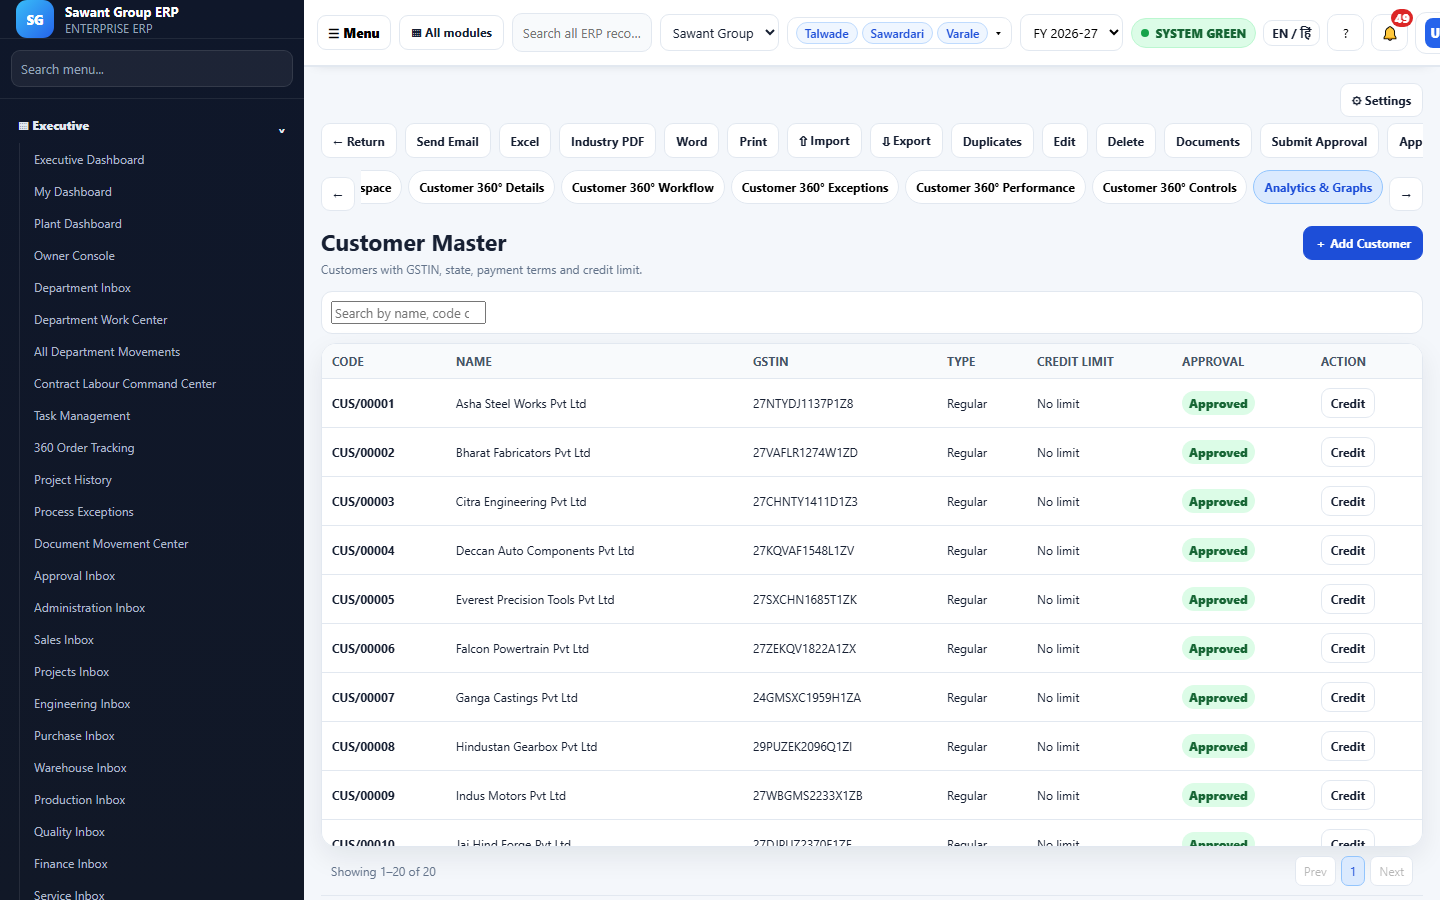 SG
Sawant Group ERP
ENTERPRISE ERP
Search menu...
Executive
Executive Dashboard
My Dashboard
Plant Dashboard
Owner Console
Department Inbox
Department Work Center
All Department Movements
Contract Labour Command Center
Task Management
360 Order Tracking
Project History
Process Exceptions
Document Movement Center
Approval Inbox
Administration Inbox
Sales Inbox
Projects Inbox
Engineering Inbox
Purchase Inbox
Warehouse Inbox
Production Inbox
Quality Inbox
Finance Inbox
Service Inbox
☰ Menu
All modules
Search all ERP reco...
Sawant Group
Talwade
Sawardari
Varale
FY 2026-27
SYSTEM GREEN
EN / हिं
?
49
U
Settings
← Return
Send Email
Excel
Industry PDF
Word
Print
⇧ Import
⇩ Export
Duplicates
Edit
Delete
Documents
Submit Approval
App
←
space
Customer 360° Details
Customer 360° Workflow
Customer 360° Exceptions
Customer 360° Performance
Customer 360° Controls
Analytics & Graphs
→
Customer Master
+ Add Customer
Customers with GSTIN, state, payment terms and credit limit.
Search by name, code c
CODE NAME GSTIN TYPE CREDIT LIMIT APPROVAL ACTION
CUS/00001 Asha Steel Works Pvt Ltd 27NTYDJ1137P1Z8 Regular No limit Approved Credit
CUS/00002 Bharat Fabricators Pvt Ltd 27VAFLR1274W1ZD Regular No limit Approved Credit
CUS/00003 Citra Engineering Pvt Ltd 27CHNTY1411D1Z3 Regular No limit Approved Credit
CUS/00004 Deccan Auto Components Pvt Ltd 27KQVAF1548L1ZV Regular No limit Approved Credit
CUS/00005 Everest Precision Tools Pvt Ltd 27SXCHN1685T1ZK Regular No limit Approved Credit
CUS/00006 Falcon Powertrain Pvt Ltd 27ZEKQV1822A1ZX Regular No limit Approved Credit
CUS/00007 Ganga Castings Pvt Ltd 24GMSXC1959H1ZA Regular No limit Approved Credit
CUS/00008 Hindustan Gearbox Pvt Ltd 29PUZEK2096Q1ZI Regular No limit Approved Credit
CUS/00009 Indus Motors Pvt Ltd 27WBGMS2233X1ZB Regular No limit Approved Credit
CUS/00010 Jai Hind Forge Pvt Ltd Regular No limit Approved Credit
Showing 1–20 of 20
Prev 1 Next